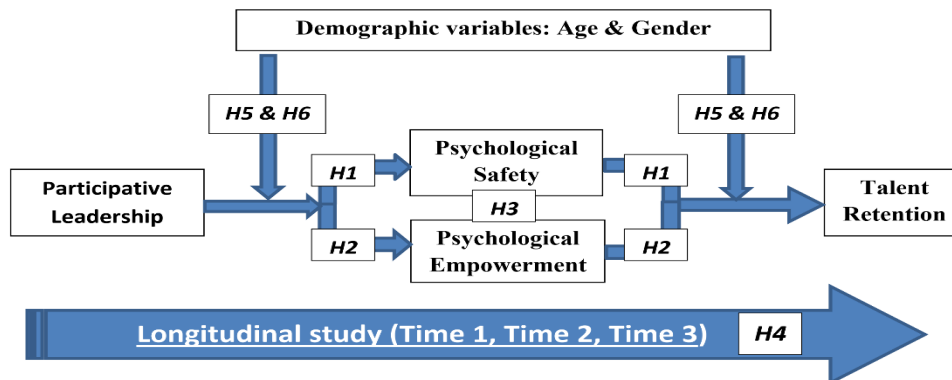 Demographic variables: Age & Gender
H5 & H6
H5 & H6
Participative
Leadership
H1
Psychological
Safety
H1
H3
H2
Psychological
Empowerment
H2
Talent
Retention
Longitudinal study (Time 1, Time 2, Time 3)
H4